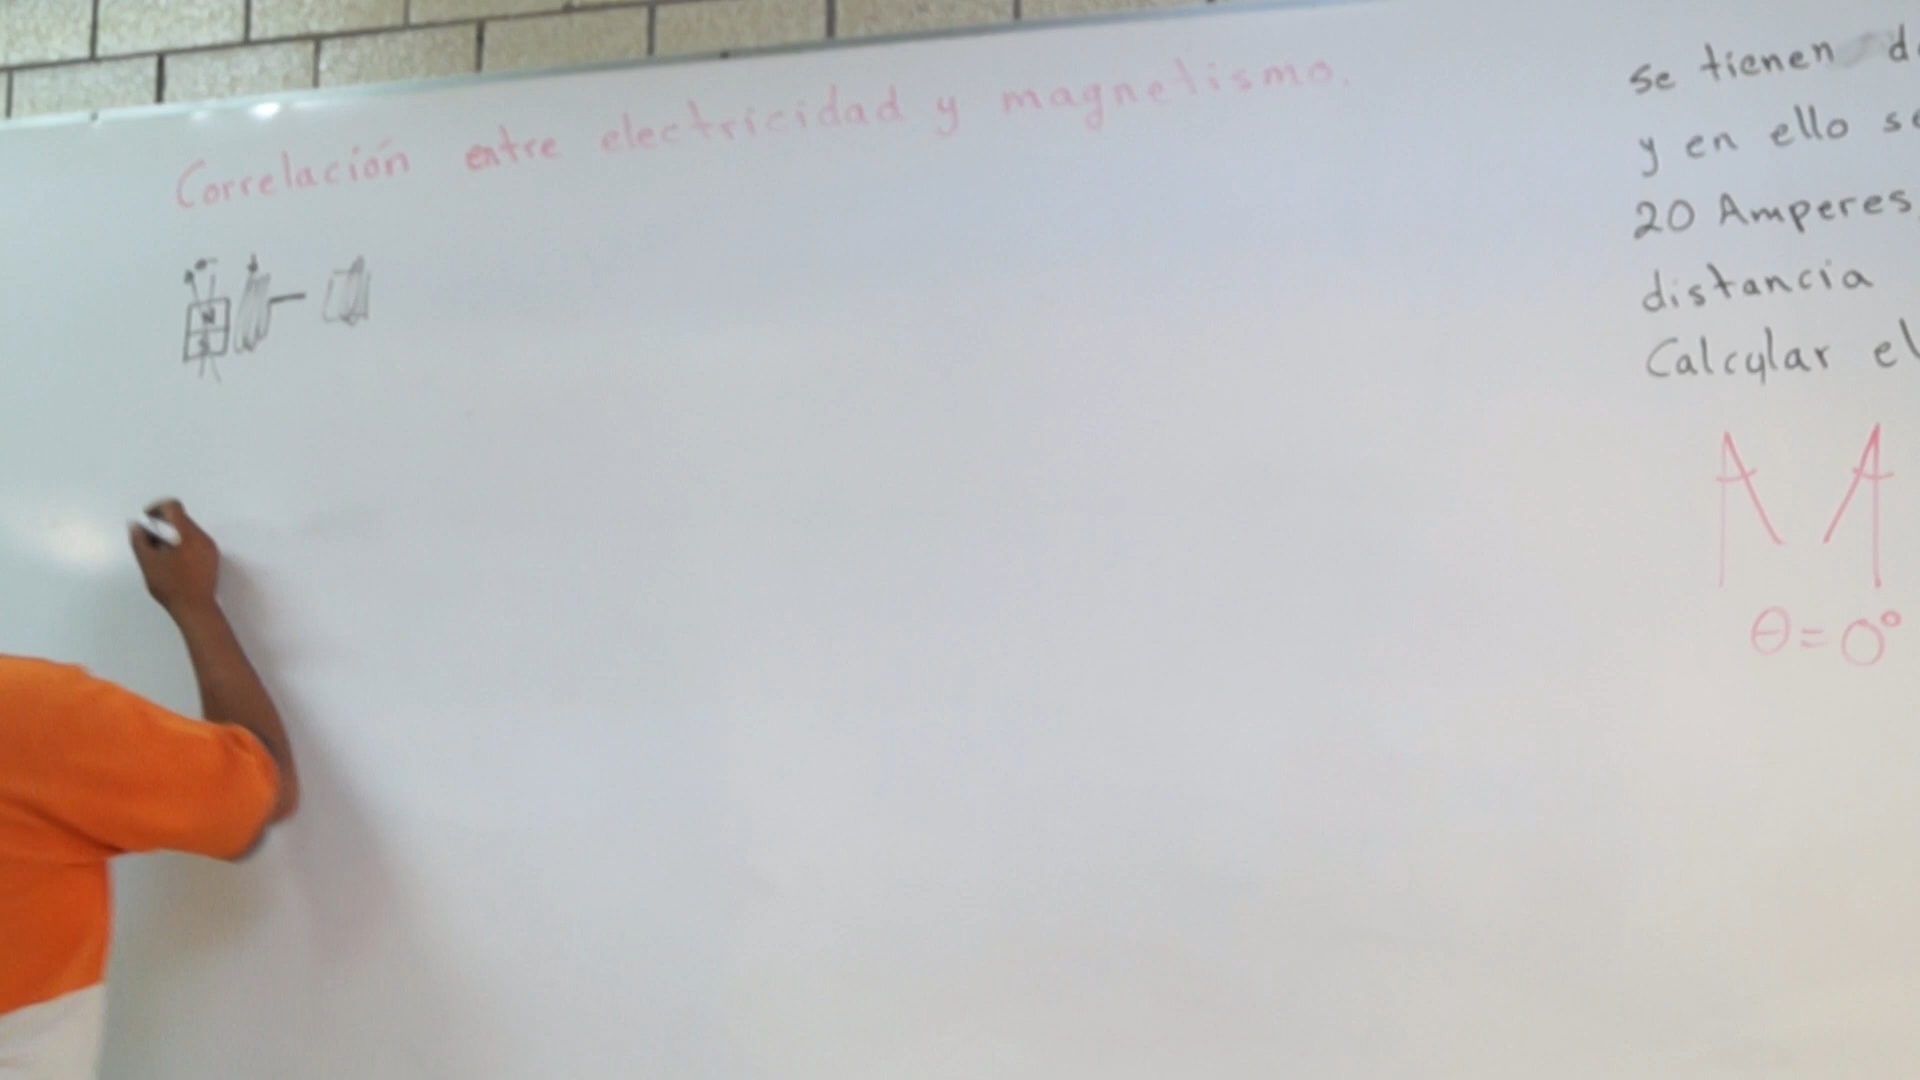 Correlación entre electricidad y magnetismo.
N
S
se tienen
y en ello
20 Amperes
distancia
Calcular el
θ=0°